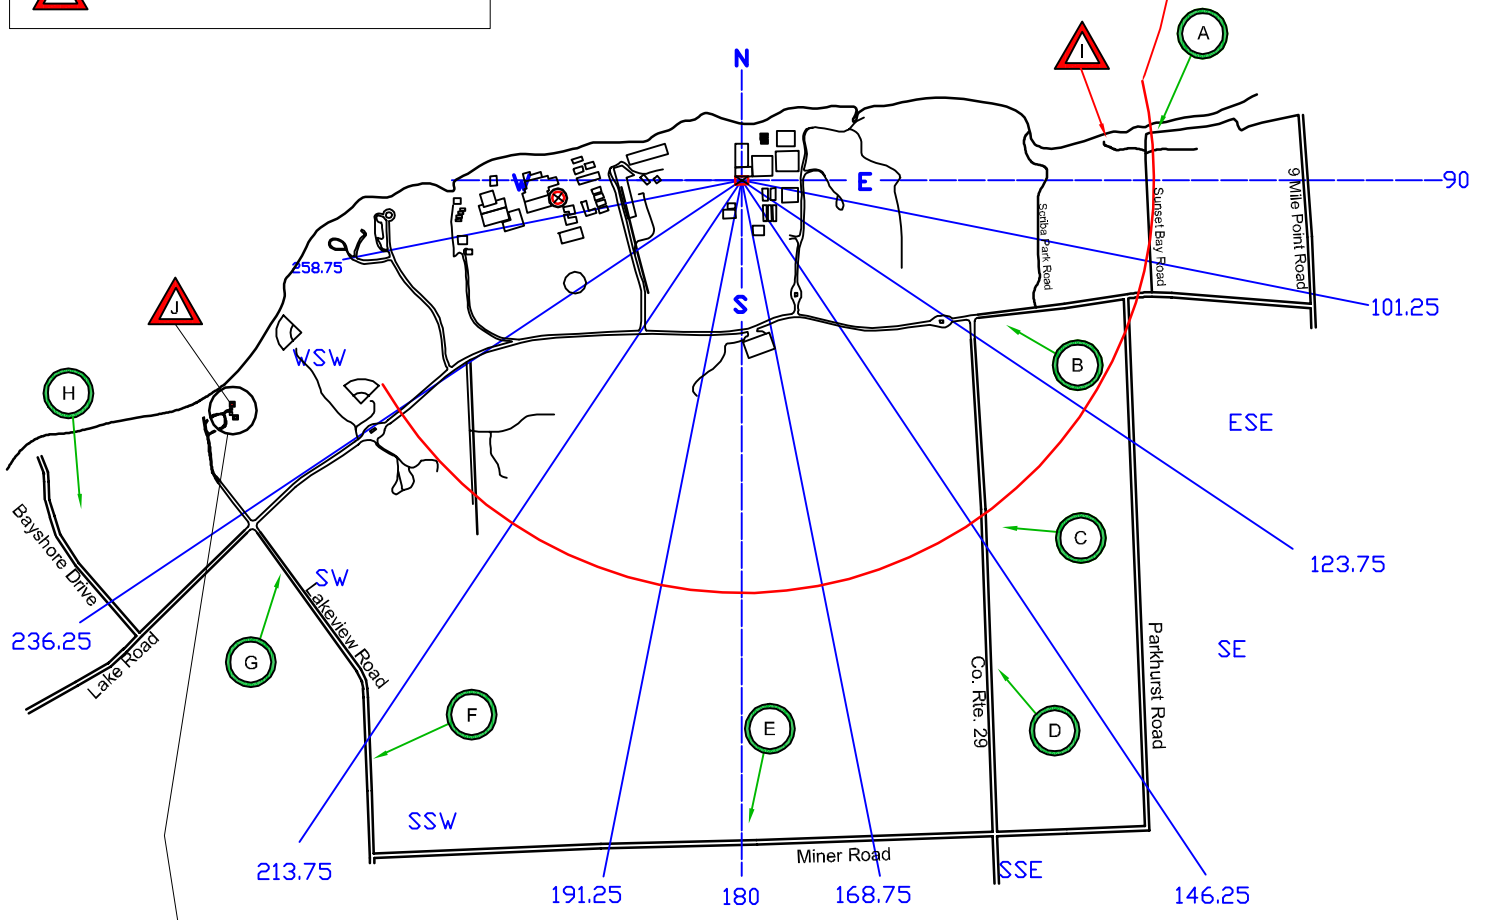 N
A
I
W
E
90
9 Mile Point Road
Sunset Bay Road
Scriba Park Road
258.75
S
101.25
J
WSW
B
H
ESE
C
Bayshore Drive
123.75
SW
236.25
Lakeview Road
Lake Road
G
SE
Parkhurst Road
Co. Rte. 29
F
E
D
SSW
Miner Road
SSE
213.75
191.25
180
168.75
146.25